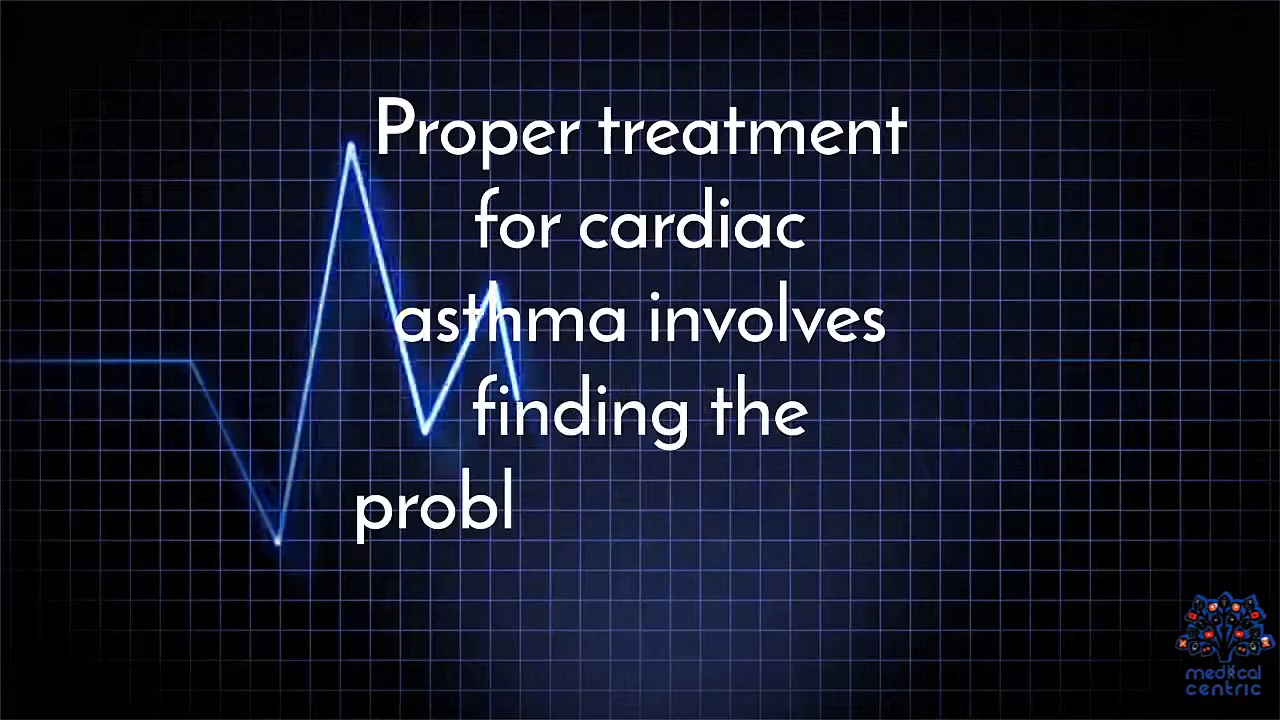 Proper treatment
for cardiac
asthma involves
finding the
probl
medical
centric